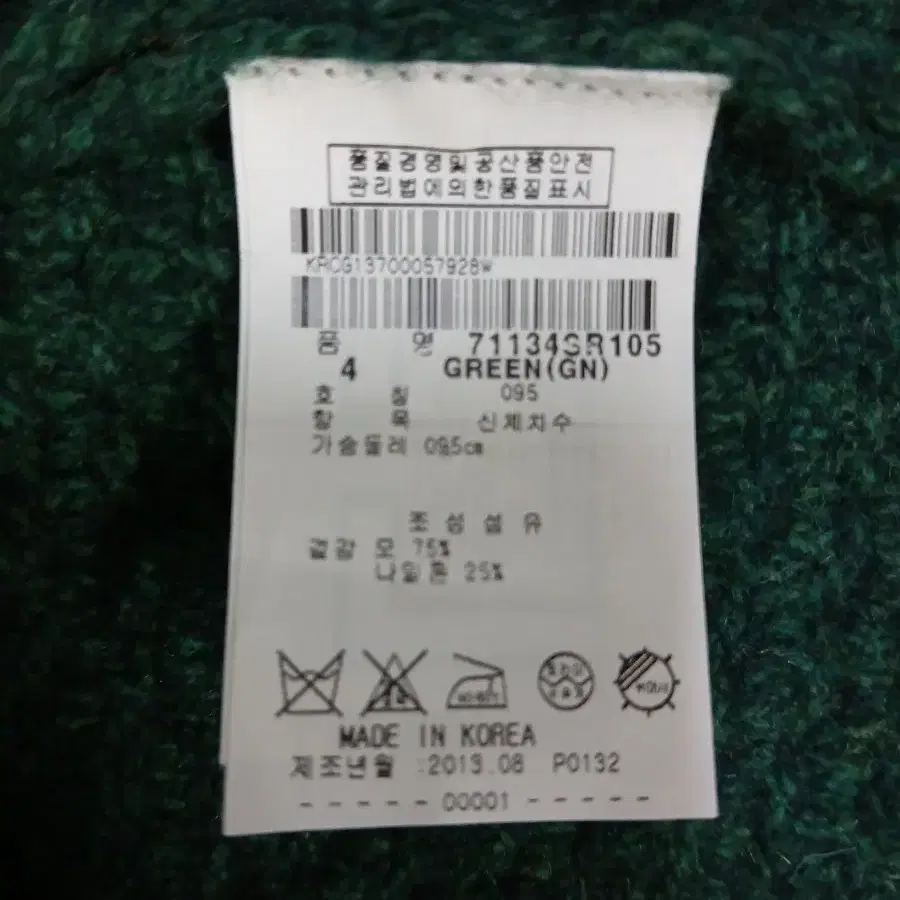 품질경영및공산품안전
관리법에의한품질표시
KRCG13700057928W
품 명 71134SR105
4 GREEN(GN)
호 칭 095
항 목 신체치수
가슴둘레 095cm
조성섬유
겉감 모 75%
나일론 25%
MADE IN KOREA
제조년월 :2013.08 P0132
- - - - - 00001 - - - - -